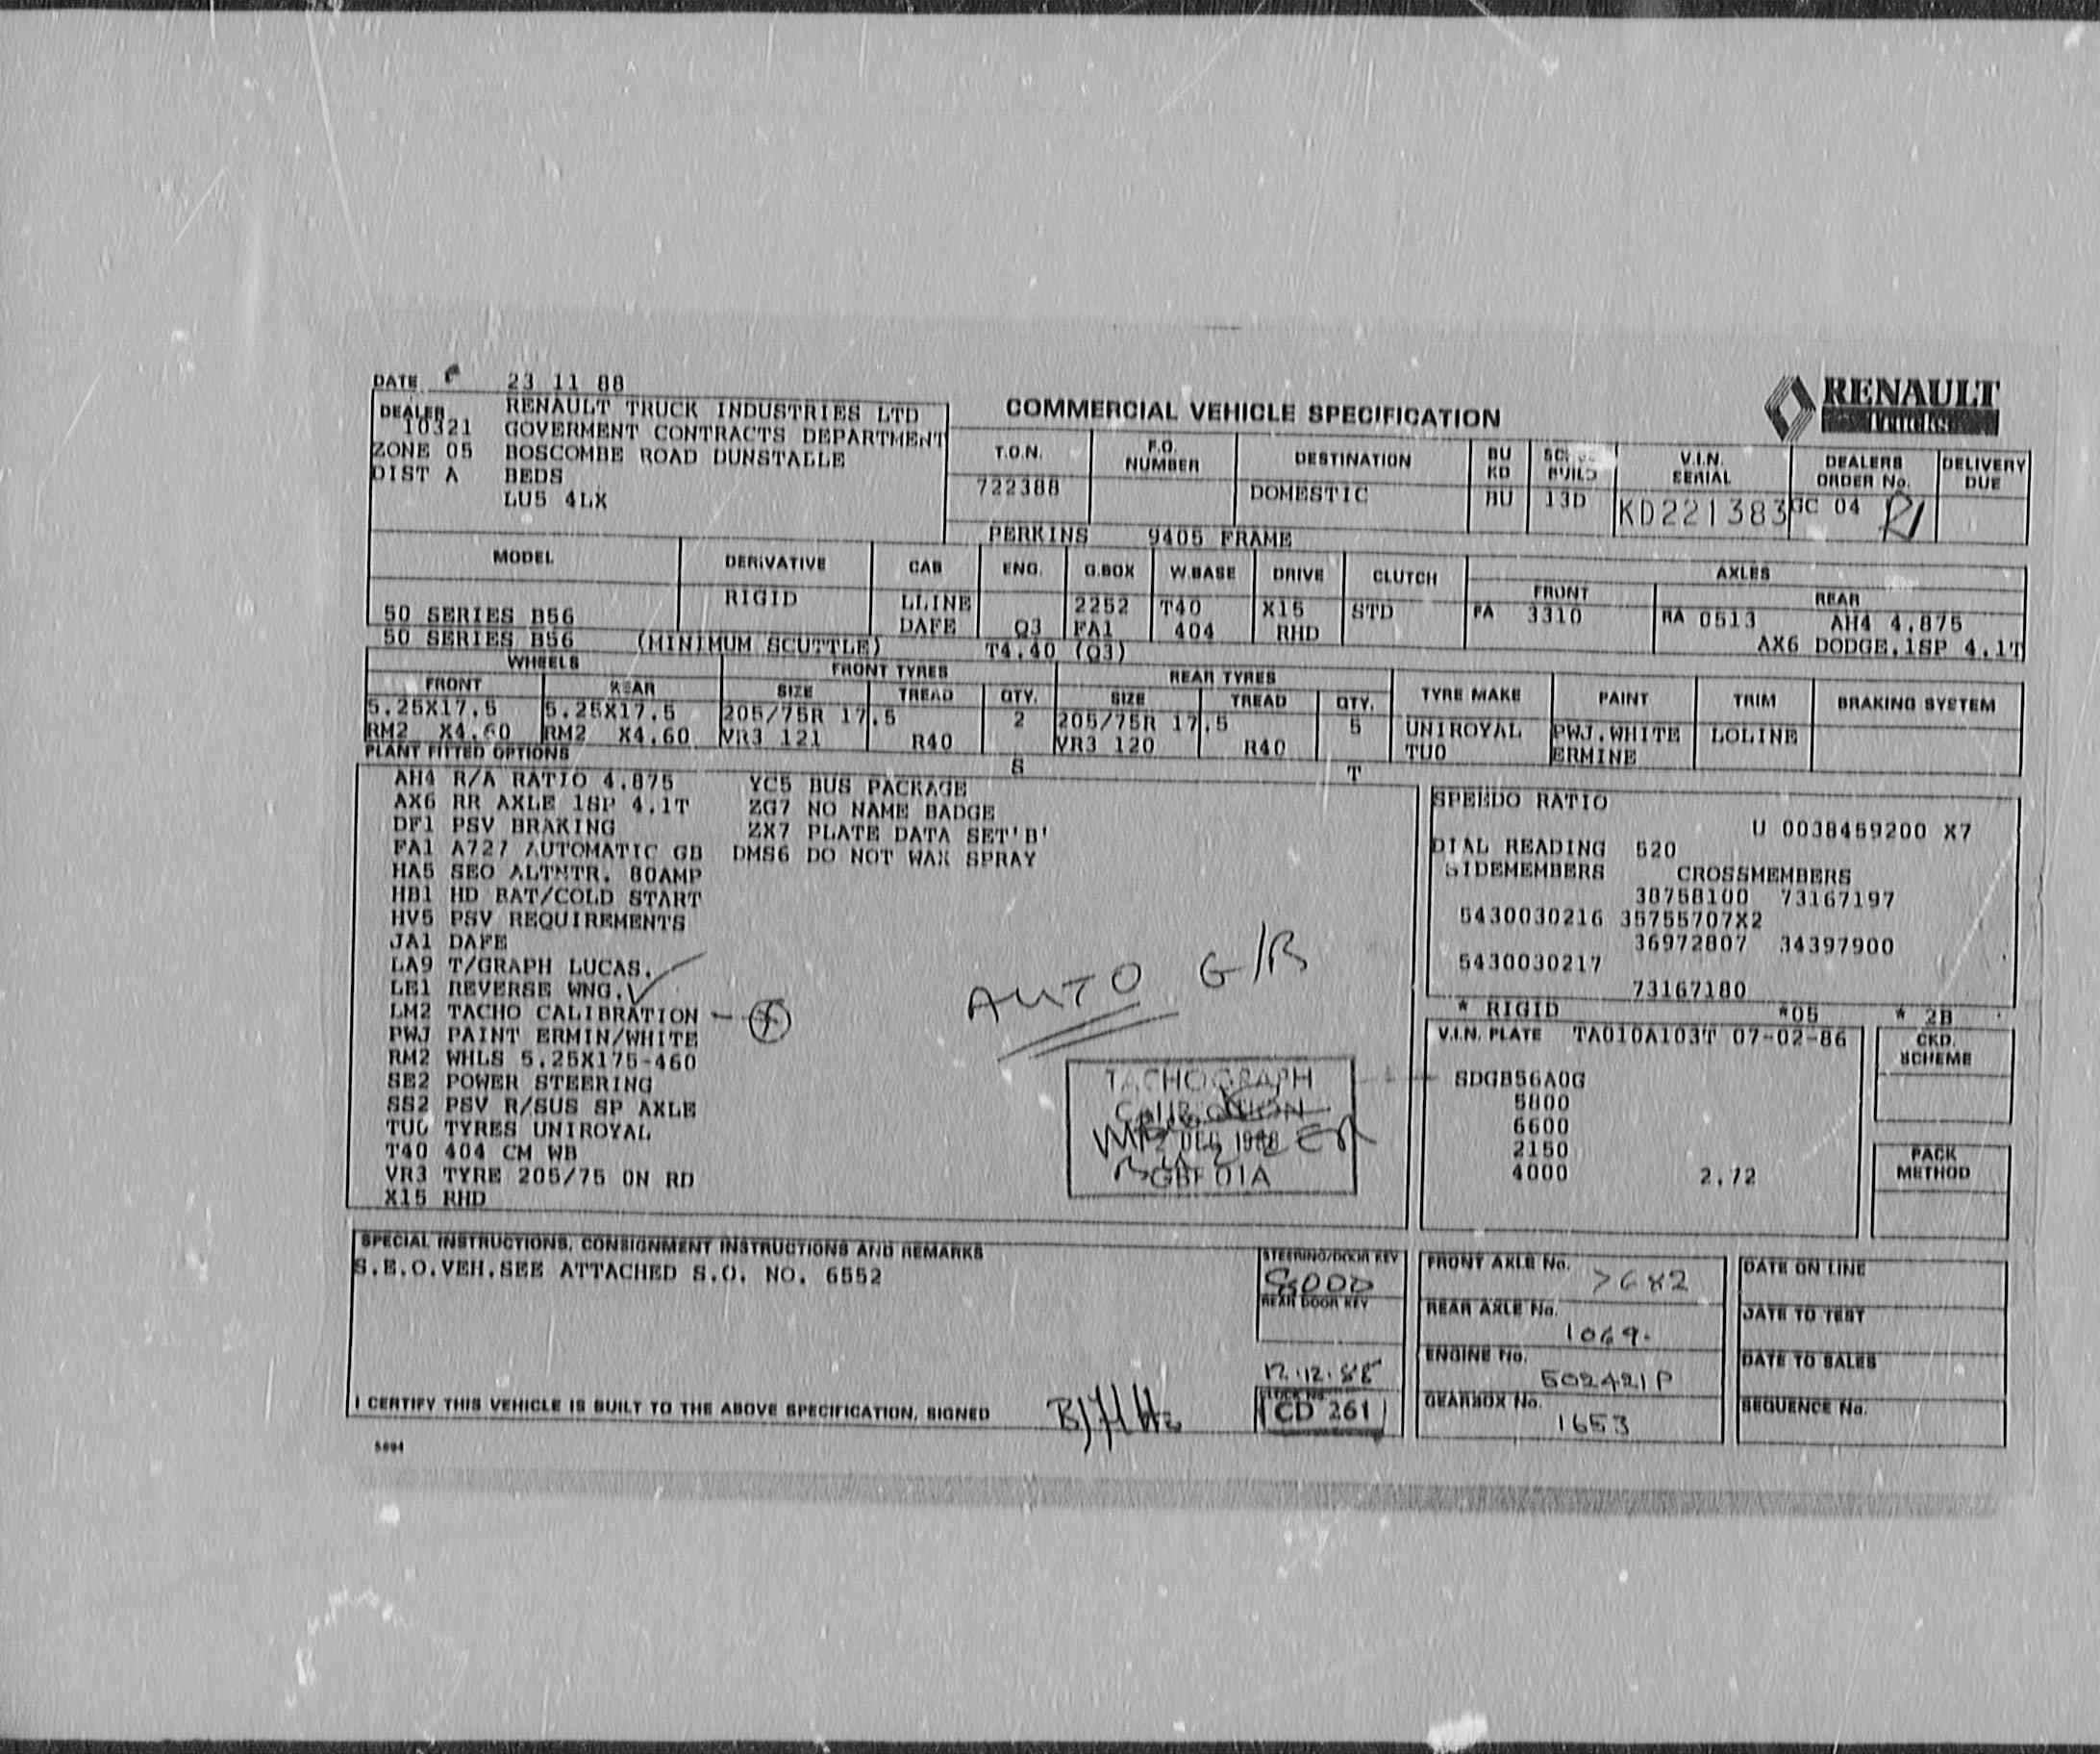 DATE 23 11 88
RENAULT Trucks
DEALER 10321 RENAULT TRUCK INDUSTRIES LTD
GOVERMENT CONTRACTS DEPARTMENT
ZONE 05 BOSCOMBE ROAD DUNSTALLE
DIST A BEDS
LU5 4LX
COMMERCIAL VEHICLE SPECIFICATION
T.O.N. F.O. NUMBER DESTINATION BU KD BUILD V.I.N. SERIAL DEALERS ORDER No. DELIVERY DUE
722388 DOMESTIC BU 13D KD221383 GC 04
PERKINS 9405 FRAME
MODEL DERIVATIVE CAB ENG. G.BOX W.BASE DRIVE CLUTCH AXLES
FRONT REAR
RIGID LLINE 2252 T40 X15 STD FA 3310 RA 0513 AH4 4.875
50 SERIES B56 DAFE Q3 FA1 404 RHD AX6 DODGE.1SP 4.1T
50 SERIES B56 (MINIMUM SCUTTLE) T4.40 (Q3)
WHEELS FRONT TYRES REAR TYRES
FRONT REAR SIZE TREAD QTY. SIZE TREAD QTY. TYRE MAKE PAINT TRIM BRAKING SYSTEM
5.25X17.5 5.25X17.5 205/75R 17.5 2 205/75R 17.5 5 UNIROYAL PWJ.WHITE LOLINE
RM2 X4.60 RM2 X4.60 VR3 121 R40 VR3 120 R40 TUO ERMINE
PLANT FITTED OPTIONS S T
AH4 R/A RATIO 4.875 YC5 BUS PACKAGE
AX6 RR AXLE 1SP 4.1T ZG7 NO NAME BADGE
DF1 PSV BRAKING ZX7 PLATE DATA SET'B'
FA1 A727 AUTOMATIC GB DMS6 DO NOT WAX SPRAY
HA5 SEO ALTNTR. 80AMP
HB1 HD BAT/COLD START
HV5 PSV REQUIREMENTS
JA1 DAFE
LA9 T/GRAPH LUCAS.
LE1 REVERSE WNG.
LM2 TACHO CALIBRATION
PWJ PAINT ERMIN/WHITE
RM2 WHLS 5.25X175-460
SE2 POWER STEERING
SS2 PSV R/SUS SP AXLE
TUO TYRES UNIROYAL
T40 404 CM WB
VR3 TYRE 205/75 ON RD
X15 RHD
AUTO G/B
TACHOGRAPH
CALIBRATION
DEC 1988
GBF 01A
SPEEDO RATIO
U 0038459200 X7
DIAL READING 520
SIDEMEMBERS CROSSMEMBERS
38758100 73167197
5430030216 35755707X2
36972807 34397900
5430030217
73167180
* RIGID *05 * 2B
V.I.N. PLATE TA010A103T 07-02-86
SDGB56A0G
5800
6600
2150
4000 2.72
CKD. SCHEME
PACK METHOD
SPECIAL INSTRUCTIONS, CONSIGNMENT INSTRUCTIONS AND REMARKS
S.E.O.VEH.SEE ATTACHED S.O. NO. 6552
I CERTIFY THIS VEHICLE IS BUILT TO THE ABOVE SPECIFICATION, SIGNED
STEERING/DOOR KEY
REAR DOOR KEY
12.12.88
CLOCK No.
CD 261
FRONT AXLE No. 7682
REAR AXLE No.
1069.
ENGINE No.
502421P
GEARBOX No.
1653
DATE ON LINE
DATE TO TEST
DATE TO SALES
SEQUENCE No.
5004